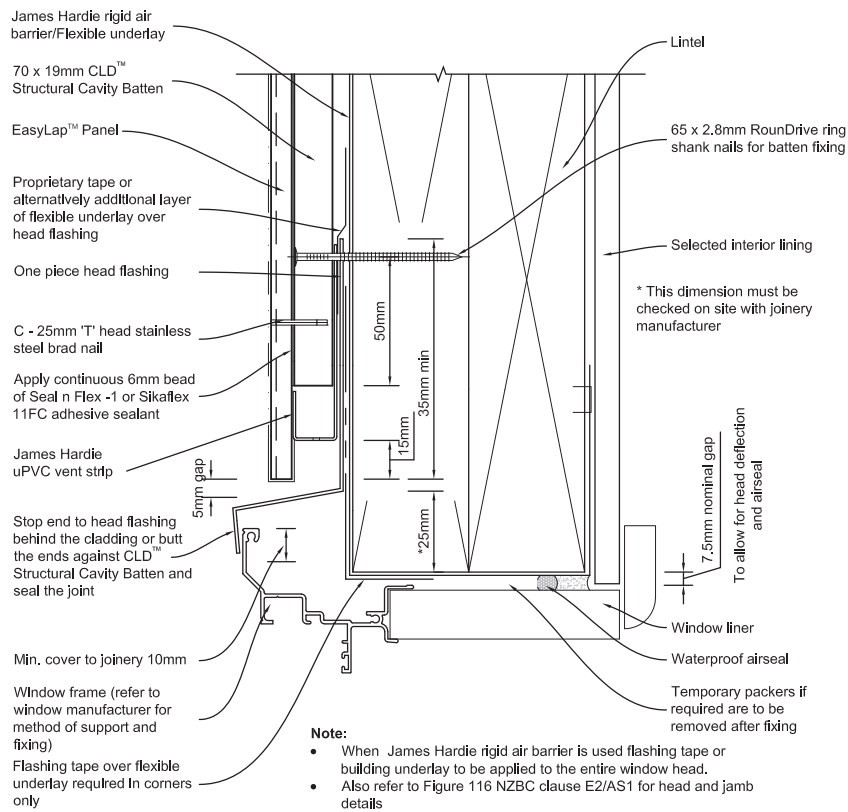 James Hardie rigid air
barrier/Flexible underlay
70 x 19mm CLD™
Structural Cavity Batten
EasyLap™ Panel
Proprietary tape or
alternatively additional layer
of flexible underlay over
head flashing
One piece head flashing
C - 25mm 'T' head stainless
steel brad nail
Apply continuous 6mm bead
of Seal n Flex -1 or Sikaflex
11FC adhesive sealant
James Hardie
uPVC vent strip
5mm gap
Stop end to head flashing
behind the cladding or butt
the ends against CLD™
Structural Cavity Batten and
seal the joint
Min. cover to joinery 10mm
Window frame (refer to
window manufacturer for
method of support and
fixing)
Flashing tape over flexible
underlay required in corners
only
50mm
35mm min
15mm
*25mm
Lintel
65 x 2.8mm RounDrive ring
shank nails for batten fixing
Selected interior lining
* This dimension must be
checked on site with joinery
manufacturer
7.5mm nominal gap
To allow for head deflection
and airseal
Window liner
Waterproof airseal
Temporary packers if
required are to be
removed after fixing
Note:
• When James Hardie rigid air barrier is used flashing tape or
building underlay to be applied to the entire window head.
• Also refer to Figure 116 NZBC clause E2/AS1 for head and jamb
details